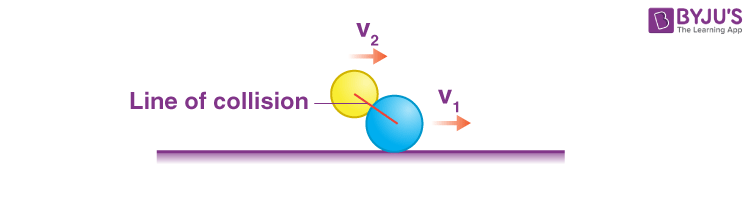 BYJU'S
The Learning App
v₂
Line of collision
v₁